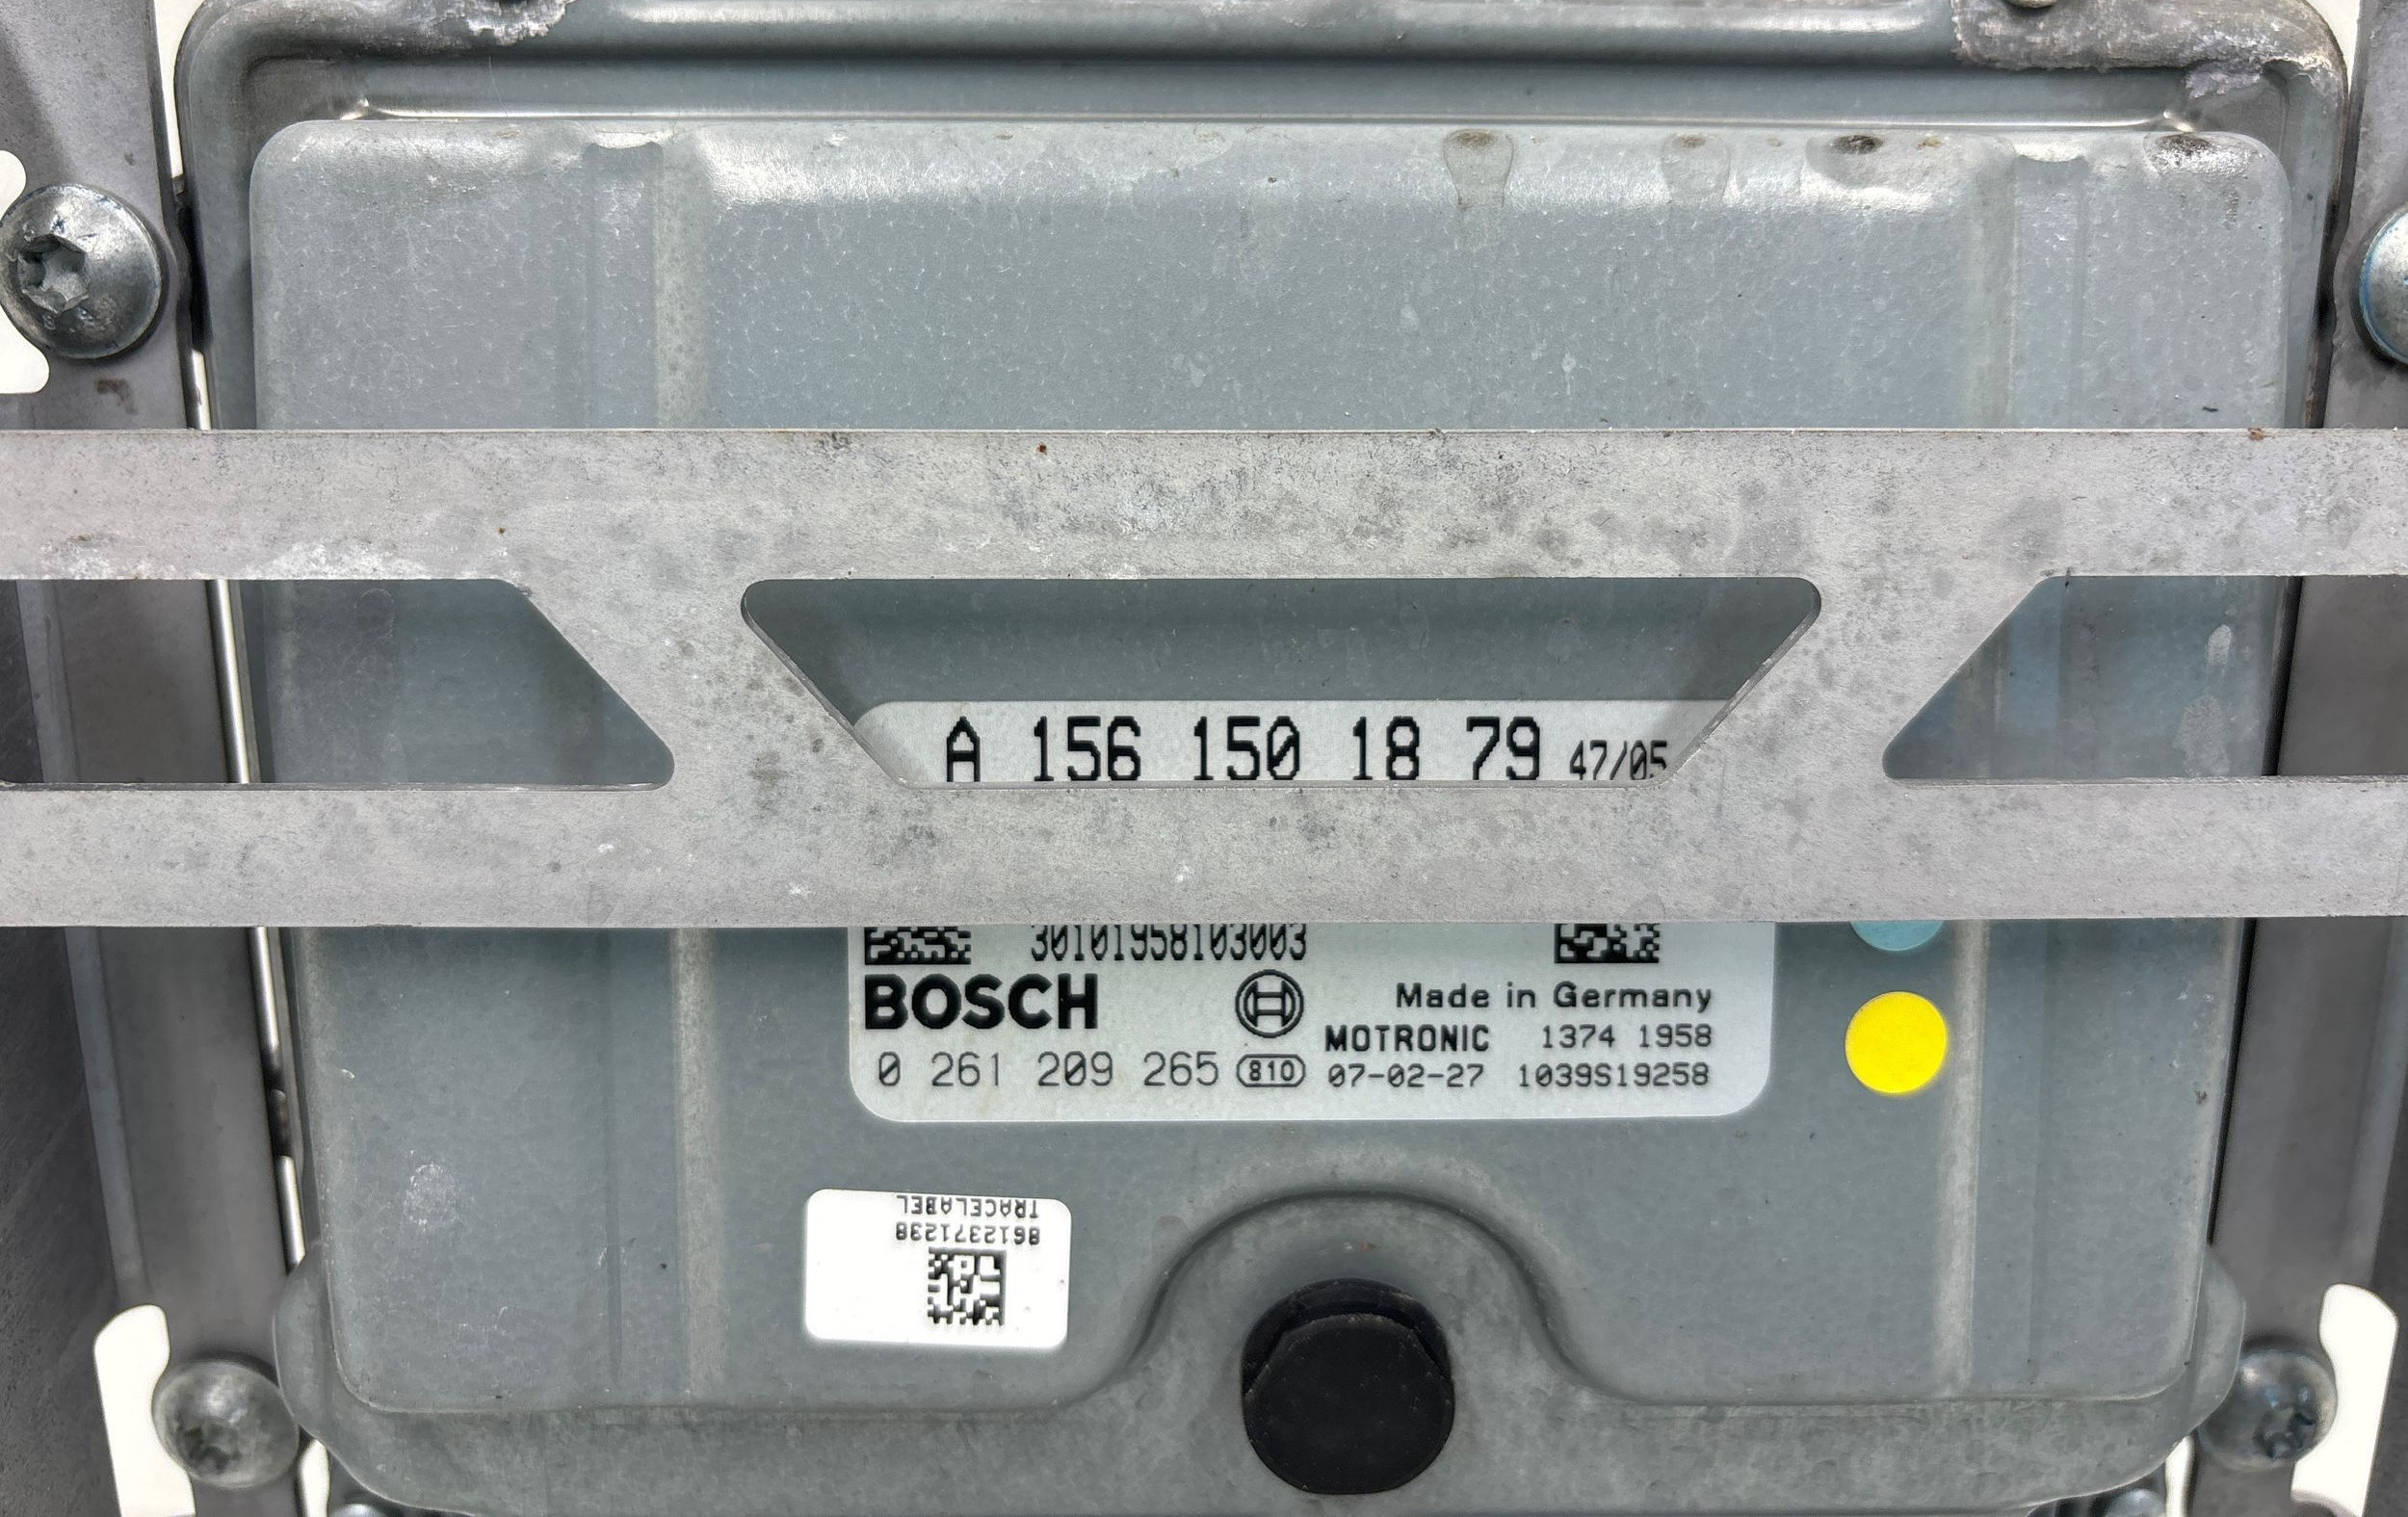 A 156 150 18 79 47/05
30101958103003
BOSCH Made in Germany
MOTRONIC 1374 1958
0 261 209 265 810 07-02-27 1039S19258
TRACELABEL
8612371238